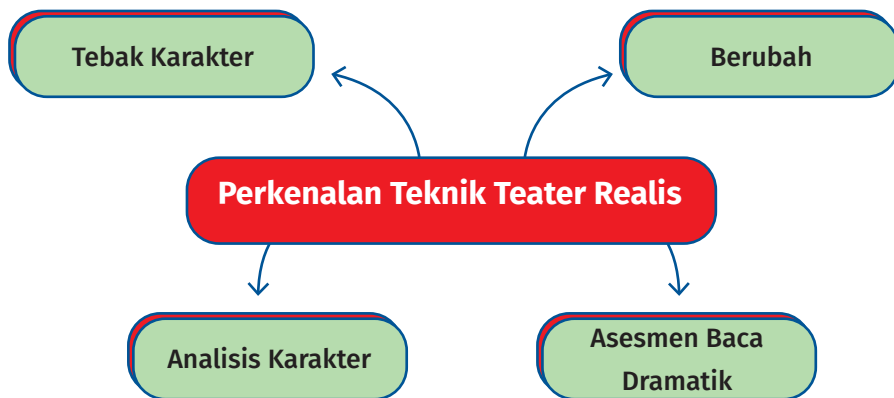 Tebak Karakter
Berubah
Perkenalan Teknik Teater Realis
Analisis Karakter
Asesmen Baca
Dramatik